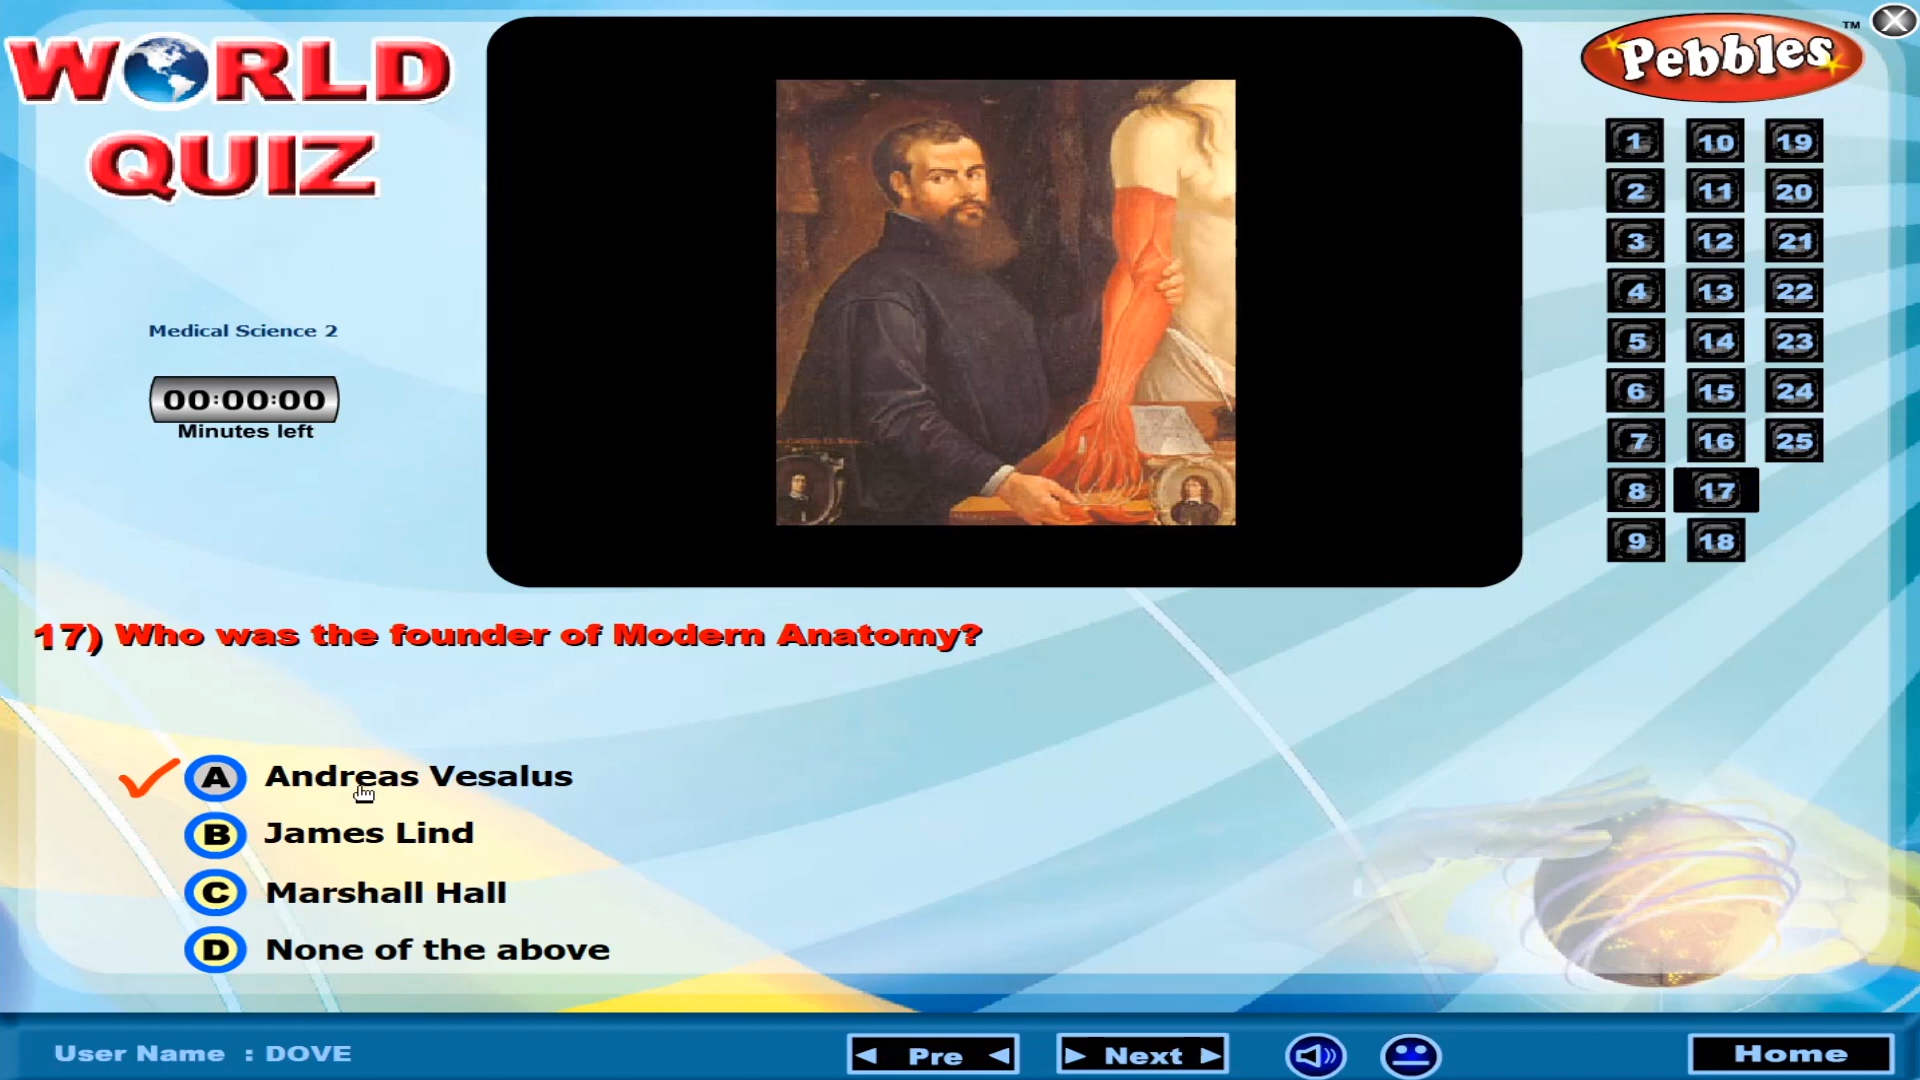 WORLD
QUIZ
Pebbles
TM
1 10 19
2 11 20
3 12 21
4 13 22
5 14 23
6 15 24
7 16 25
8 17
9 18
Medical Science 2
00:00:00
Minutes left
17) Who was the founder of Modern Anatomy?
A Andreas Vesalus
B James Lind
C Marshall Hall
D None of the above
User Name : DOVE
Pre
Next
Home